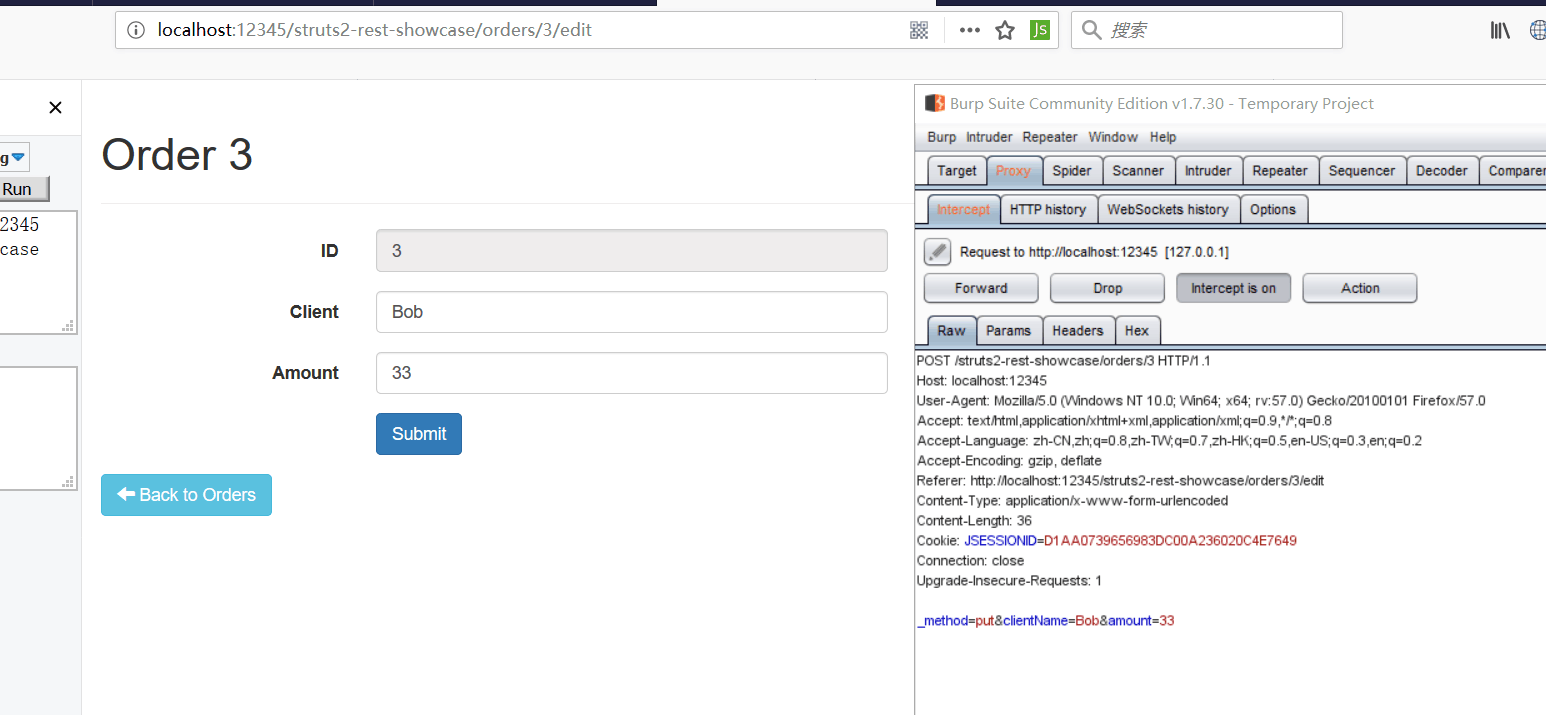 localhost:12345/struts2-rest-showcase/orders/3/edit
JS
搜索
g
Run
2345
case
Order 3
ID
3
Client
Bob
Amount
33
Submit
Back to Orders
Burp Suite Community Edition v1.7.30 - Temporary Project
Burp Intruder Repeater Window Help
Target Proxy Spider Scanner Intruder Repeater Sequencer Decoder Comparer
Intercept HTTP history WebSockets history Options
Request to http://localhost:12345 [127.0.0.1]
Forward Drop Intercept is on Action
Raw Params Headers Hex
POST /struts2-rest-showcase/orders/3 HTTP/1.1
Host: localhost:12345
User-Agent: Mozilla/5.0 (Windows NT 10.0; Win64; x64; rv:57.0) Gecko/20100101 Firefox/57.0
Accept: text/html,application/xhtml+xml,application/xml;q=0.9,*/*;q=0.8
Accept-Language: zh-CN,zh;q=0.8,zh-TW;q=0.7,zh-HK;q=0.5,en-US;q=0.3,en;q=0.2
Accept-Encoding: gzip, deflate
Referer: http://localhost:12345/struts2-rest-showcase/orders/3/edit
Content-Type: application/x-www-form-urlencoded
Content-Length: 36
Cookie: JSESSIONID=D1AA0739656983DC00A236020C4E7649
Connection: close
Upgrade-Insecure-Requests: 1
_method=put&clientName=Bob&amount=33